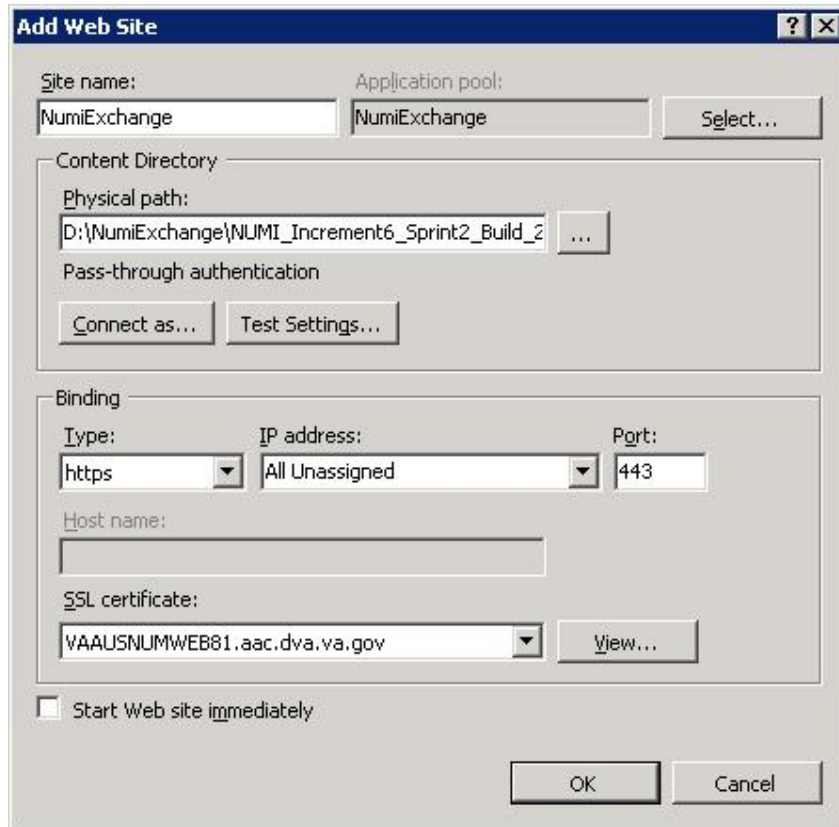 Add Web Site
Site name:
Application pool:
NumiExchange
NumiExchange
Select...
Content Directory
Physical path:
D:\NumiExchange\NUMI_Increment6_Sprint2_Build_2
...
Pass-through authentication
Connect as...
Test Settings...
Binding
Type:
IP address:
Port:
https
All Unassigned
443
Host name:
SSL certificate:
VAAUSNUMWEB81.aac.dva.va.gov
View...
Start Web site immediately
OK
Cancel